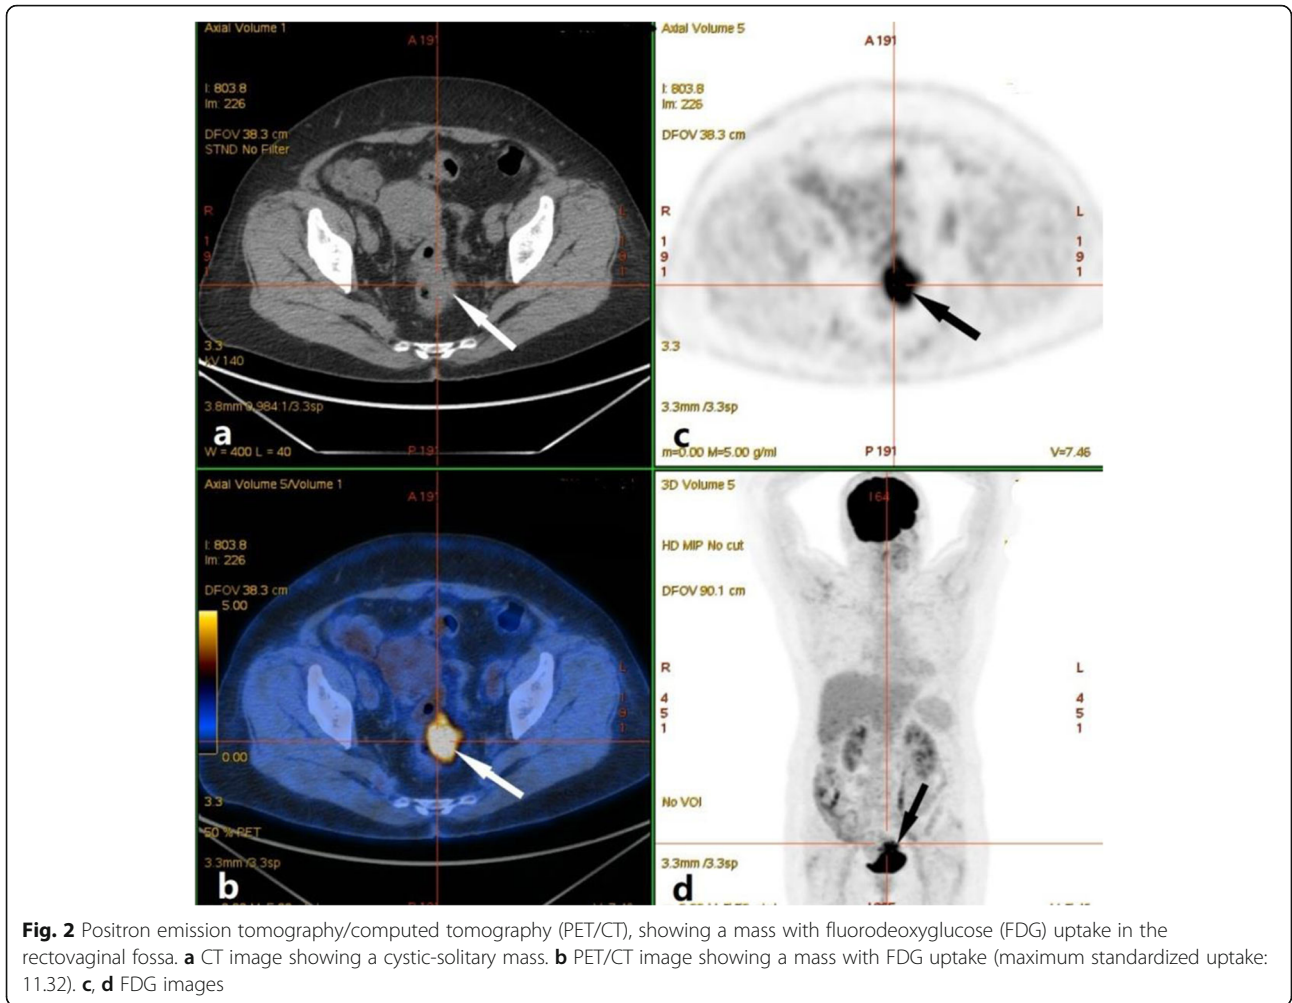 Axial Volume 1
A 191
I: 803.8
Im: 226
DFOV 38.3 cm
STND No Filter
R
1
9
1
L
1
9
1
3.3
kV 140
3.8mm 0.984:1/3.3sp
a
W = 400 L = 40
P 191
Axial Volume 5
A 191
I: 803.8
Im: 226
DFOV 38.3 cm
R
1
9
1
L
1
9
1
3.3
3.3mm /3.3sp
c
m=0.00 M=5.00 g/ml
P 191
V=7.46
Axial Volume 5/Volume 1
A 191
I: 803.8
Im: 226
DFOV 38.3 cm
5.00
L
1
9
1
0.00
3.3
50 % PET
3.3mm /3.3sp
b
3D Volume 5
I 64
HD MIP No cut
DFOV 90.1 cm
R
4
5
1
L
4
5
1
No VOI
3.3mm /3.3sp
d
Fig. 2 Positron emission tomography/computed tomography (PET/CT), showing a mass with fluorodeoxyglucose (FDG) uptake in the
rectovaginal fossa. a CT image showing a cystic-solitary mass. b PET/CT image showing a mass with FDG uptake (maximum standardized uptake:
11.32). c, d FDG images